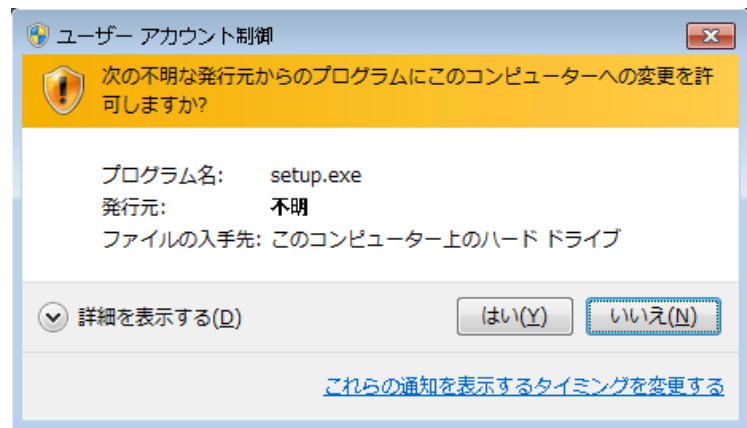 ユーザー アカウント制御
次の不明な発行元からのプログラムにこのコンピューターへの変更を許
可しますか?
プログラム名: setup.exe
発行元: 不明
ファイルの入手先: このコンピューター上のハード ドライブ
詳細を表示する(D)
はい(Y) いいえ(N)
これらの通知を表示するタイミングを変更する